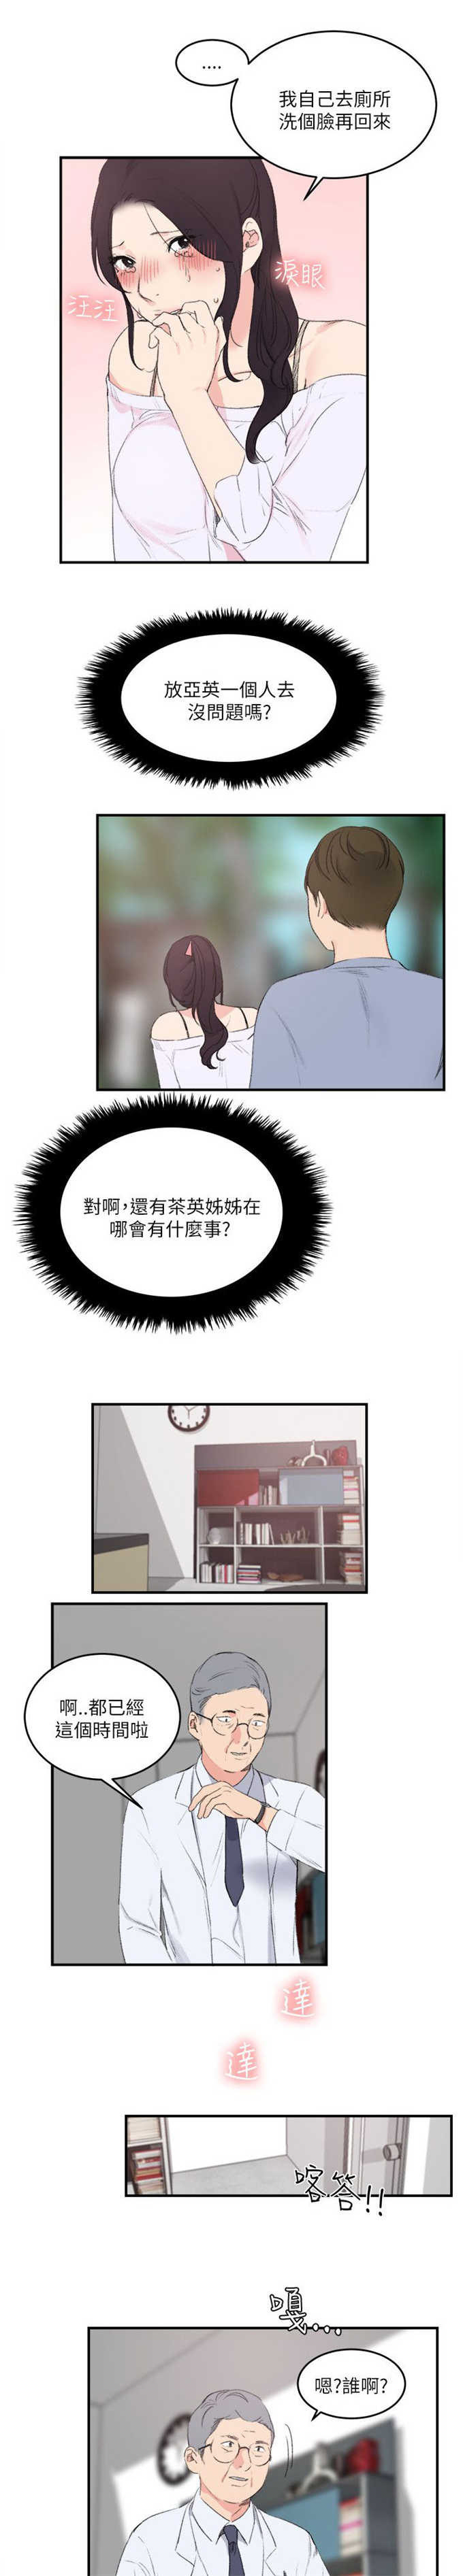 ....
我自己去廁所
洗個臉再回來
淚眼
汪汪
放亞英一個人去
沒問題嗎?
對啊,還有茶英姊姊在
哪會有什麼事?
啊..都已經
這個時間啦
達
達
喀答!!
嘎...
嗯?誰啊?